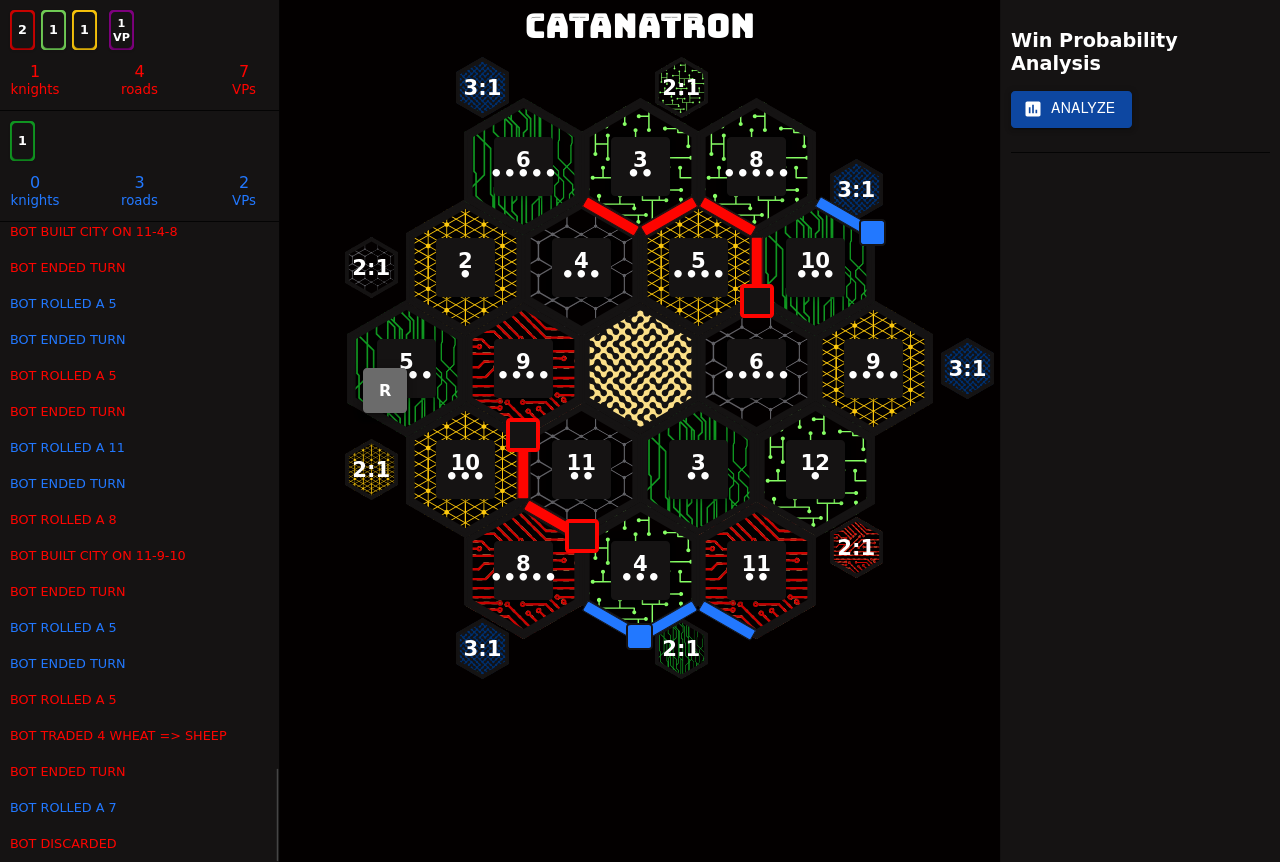 2 1 1 1 VP
1 4 7
knights roads VPs
1
0 3 2
knights roads VPs
BOT BUILT CITY ON 11-4-8
BOT ENDED TURN
BOT ROLLED A 5
BOT ENDED TURN
BOT ROLLED A 5
BOT ENDED TURN
BOT ROLLED A 11
BOT ENDED TURN
BOT ROLLED A 8
BOT BUILT CITY ON 11-9-10
BOT ENDED TURN
BOT ROLLED A 5
BOT ENDED TURN
BOT ROLLED A 5
BOT TRADED 4 WHEAT => SHEEP
BOT ENDED TURN
BOT ROLLED A 7
BOT DISCARDED
CATANATRON
3:1 2:1
6 3 8
3:1
2:1 2 4 5 10
5 9 6 9 3:1
R
2:1 10 11 3 12
2:1
8 4 11
3:1 2:1
Win Probability
Analysis
ANALYZE